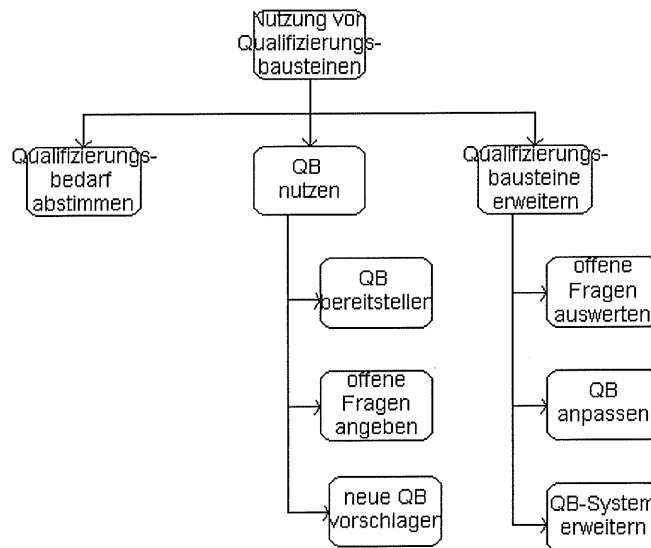 Nutzung von
Qualifizierungs-
bausteinen
Qualifizierungs-
bedarf
abstimmen
QB
nutzen
Qualifizierungs-
bausteine
erweitern
QB
bereitstellen
offene
Fragen
angeben
neue QB
vorschlagen
offene
Fragen
auswerten
QB
anpassen
QB-System
erweitern